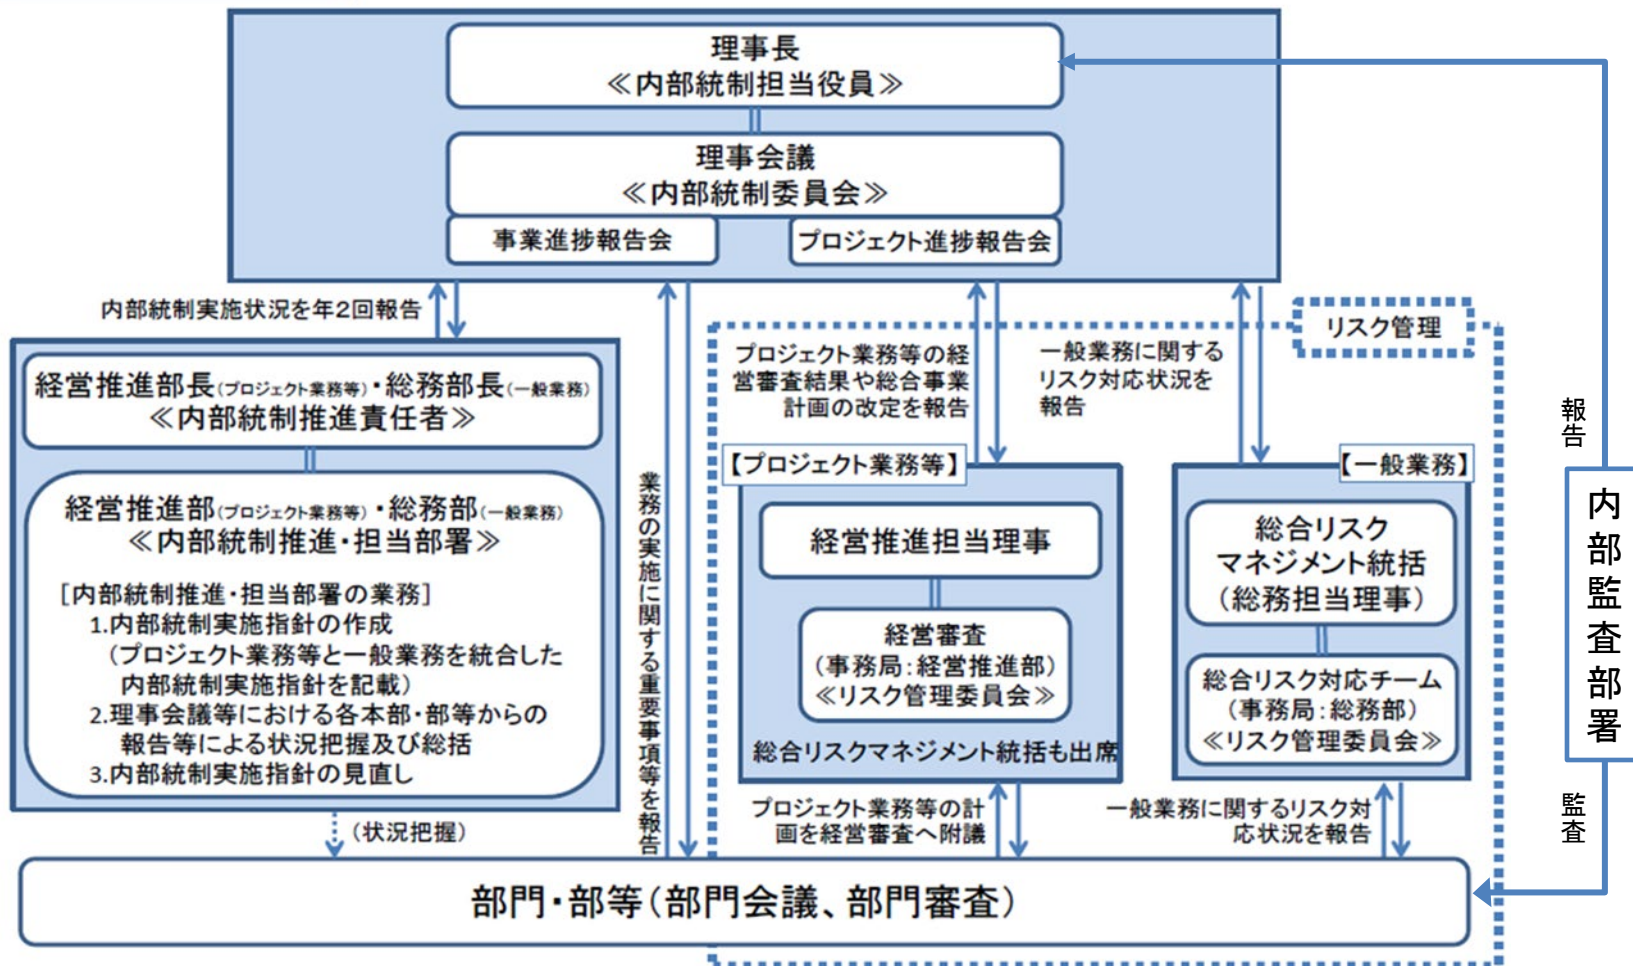 理事長
≪内部統制担当役員≫
理事会議
≪内部統制委員会≫
事業進捗報告会
プロジェクト進捗報告会
内部統制実施状況を年2回報告
経営推進部長(プロジェクト業務等)・総務部長(一般業務)
≪内部統制推進責任者≫
経営推進部(プロジェクト業務等)・総務部(一般業務)
≪内部統制推進・担当部署≫
[内部統制推進・担当部署の業務]
1.内部統制実施指針の作成
(プロジェクト業務等と一般業務を統合した
内部統制実施指針を記載)
2.理事会議等における各本部・部等からの
報告等による状況把握及び総括
3.内部統制実施指針の見直し
(状況把握)
業務の実施に関する重要事項等を報告
リスク管理
プロジェクト業務等の経
営審査結果や総合事業
計画の改定を報告
一般業務に関する
リスク対応状況を
報告
【プロジェクト業務等】
経営推進担当理事
経営審査
(事務局:経営推進部)
≪リスク管理委員会≫
総合リスクマネジメント統括も出席
【一般業務】
総合リスク
マネジメント統括
(総務担当理事)
総合リスク対応チーム
(事務局:総務部)
≪リスク管理委員会≫
プロジェクト業務等の計
画を経営審査へ附議
一般業務に関するリスク対
応状況を報告
部門・部等(部門会議、部門審査)
報告
内部監査部署
監査